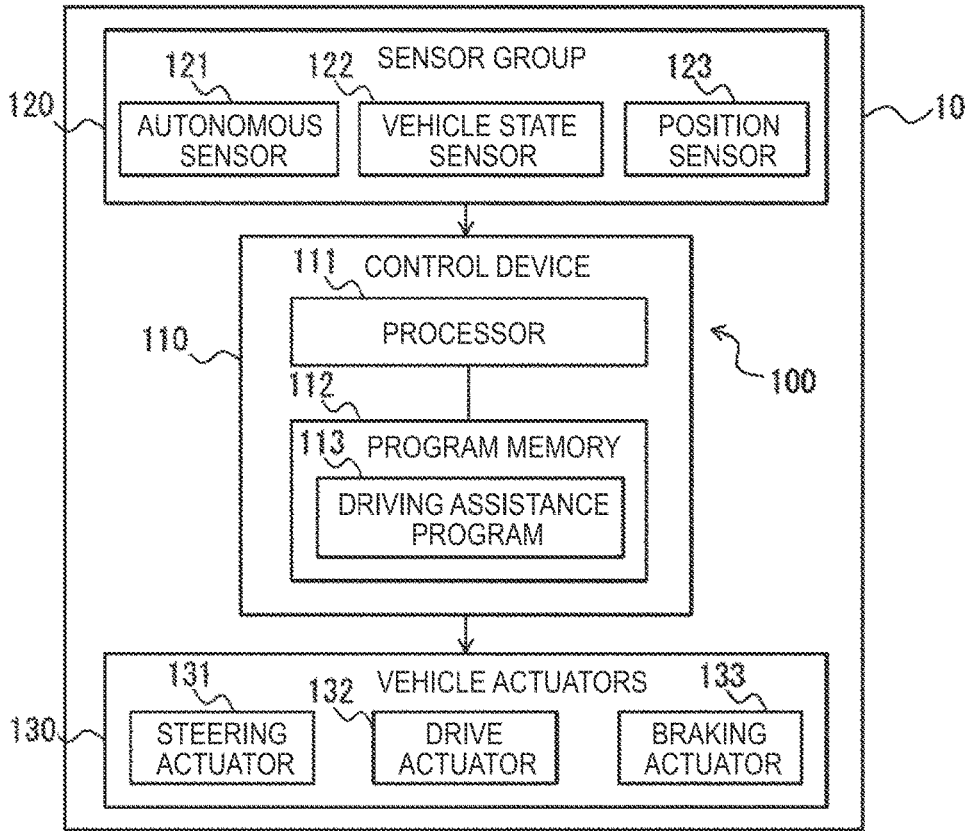 SENSOR GROUP
121
122
123
120
10
AUTONOMOUS
SENSOR
VEHICLE STATE
SENSOR
POSITION
SENSOR
CONTROL DEVICE
111
PROCESSOR
110
100
112
PROGRAM MEMORY
113
DRIVING ASSISTANCE
PROGRAM
VEHICLE ACTUATORS
131
132
133
130
STEERING
ACTUATOR
DRIVE
ACTUATOR
BRAKING
ACTUATOR